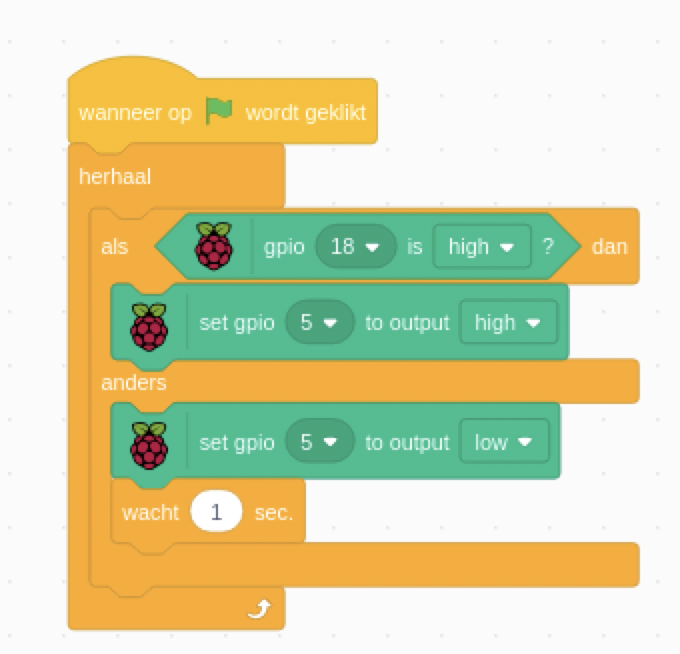 wanneer op wordt geklikt
herhaal
als gpio 18 is high ? dan
set gpio 5 to output high
anders
set gpio 5 to output low
wacht 1 sec.